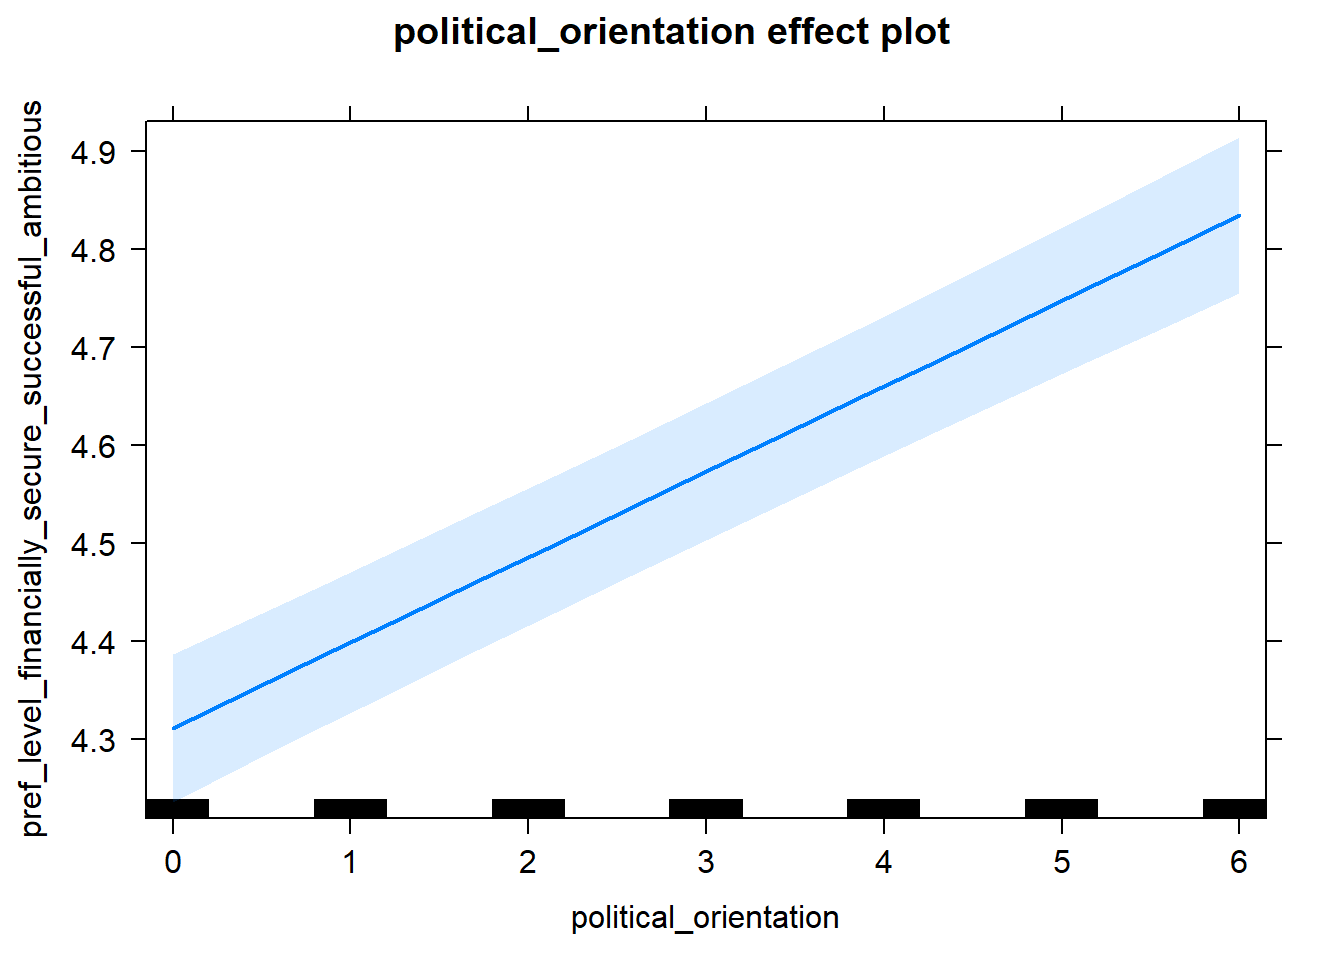 political_orientation effect plot
pref_level_financially_secure_successful_ambitious
4.9
4.8
4.7
4.6
4.5
4.4
4.3
0 1 2 3 4 5 6
political_orientation